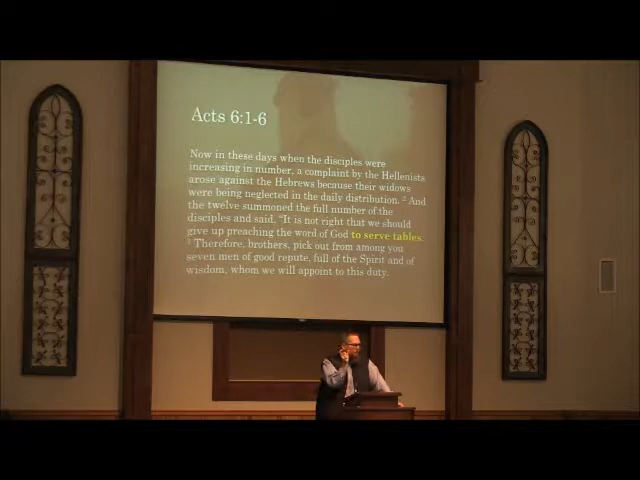 Acts 6:1-6
Now in these days when the disciples were
increasing in number, a complaint by the Hellenists
arose against the Hebrews because their widows
were being neglected in the daily distribution. ² And
the twelve summoned the full number of the
disciples and said, "It is not right that we should
give up preaching the word of God to serve tables.
³ Therefore, brothers, pick out from among you
seven men of good repute, full of the Spirit and of
wisdom, whom we will appoint to this duty.